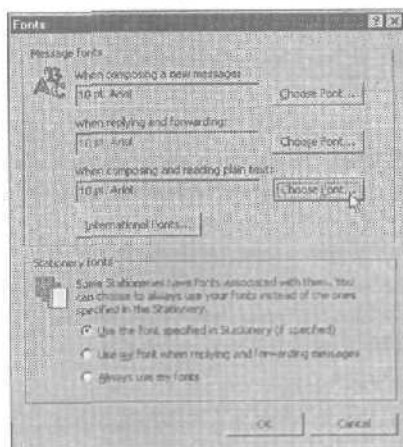 Fonts
Message Fonts
When composing a new message:
10 pt. Arial
Choose Font...
When replying and forwarding:
10 pt. Arial
Choose Font...
When composing and reading plain text:
10 pt. Arial
Choose Font...
International Fonts...
Stationery Fonts
Some Stationeries have fonts associated with them. You
can choose to always use your fonts instead of the ones
specified in the Stationery.
Use the font specified in Stationery (if specified)
Use my font when replying and forwarding messages
Always use my fonts
OK
Cancel